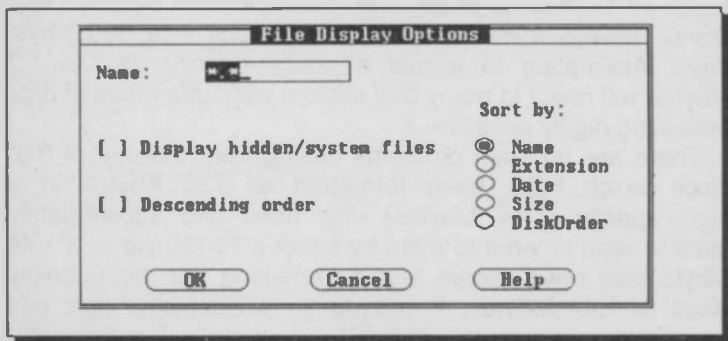 File Display Options
Name:
Sort by:
[ ] Display hidden/system files
Name
Extension
Date
[ ] Descending order
Size
DiskOrder
OK Cancel Help